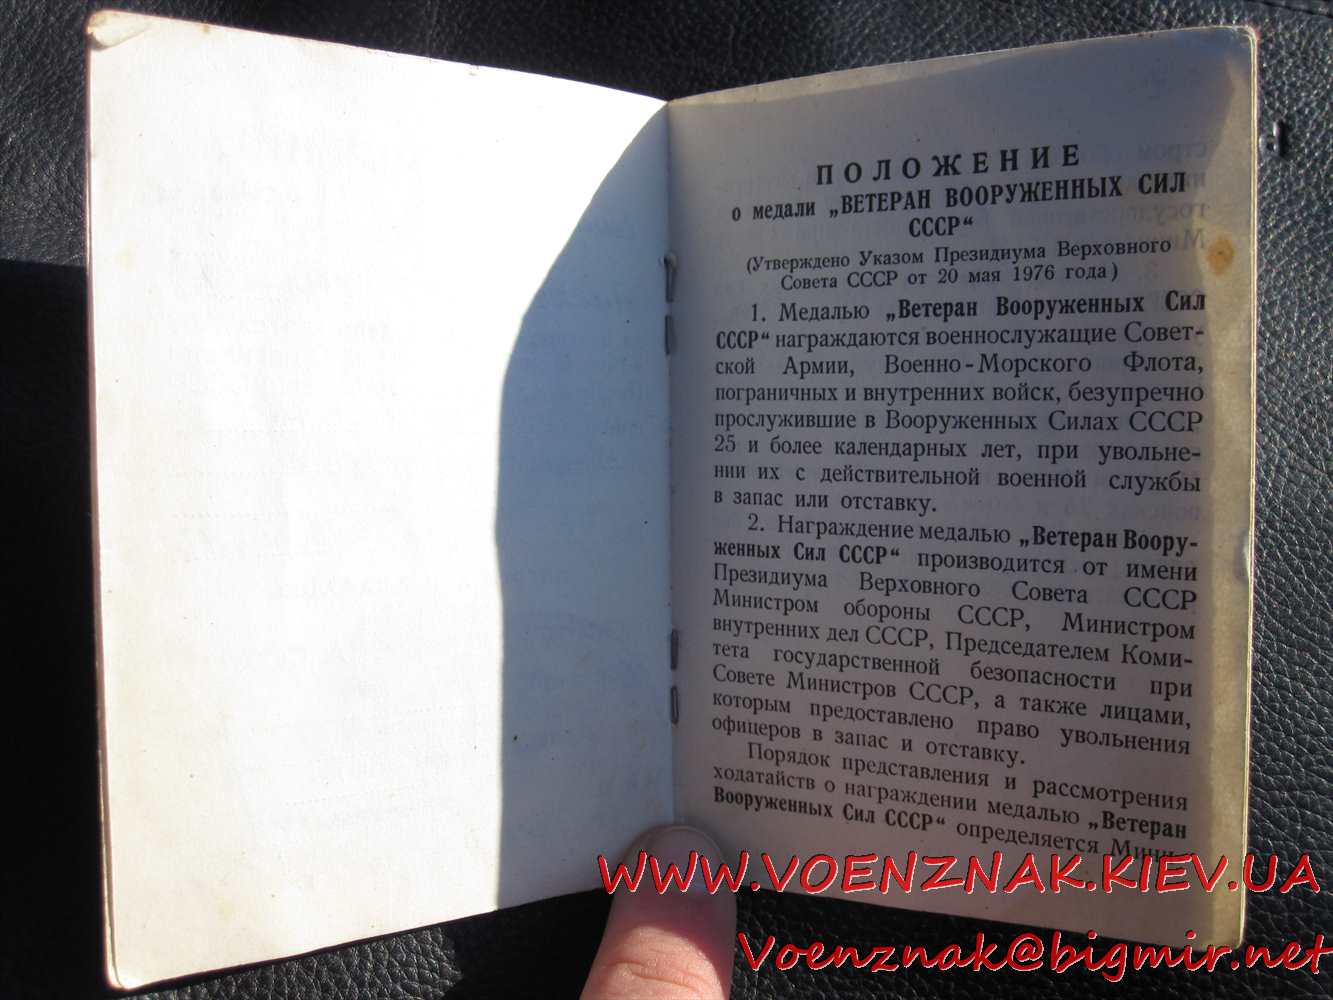 ПОЛОЖЕНИЕ
о медали „ВЕТЕРАН ВООРУЖЕННЫХ СИЛ
СССР“
(Утверждено Указом Президиума Верховного
Совета СССР от 20 мая 1976 года)
1. Медалью „Ветеран Вооруженных Сил
СССР“ награждаются военнослужащие Совет-
ской Армии, Военно-Морского Флота,
пограничных и внутренних войск, безупречно
прослужившие в Вооруженных Силах СССР
25 и более календарных лет, при увольне-
нии их с действительной военной службы
в запас или отставку.
2. Награждение медалью „Ветеран Воору-
женных Сил СССР“ производится от имени
Президиума Верховного Совета СССР
Министром обороны СССР, Министром
внутренних дел СССР, Председателем Коми-
тета государственной безопасности при
Совете Министров СССР, а также лицами,
которым предоставлено право увольнения
офицеров в запас и отставку.
Порядок представления и рассмотрения
ходатайств о награждении медалью „Ветеран
Вооруженных Сил СССР“ определяется Мини-
WWW.VOENZNAK.KIEV.UA
Voenznak@bigmir.net